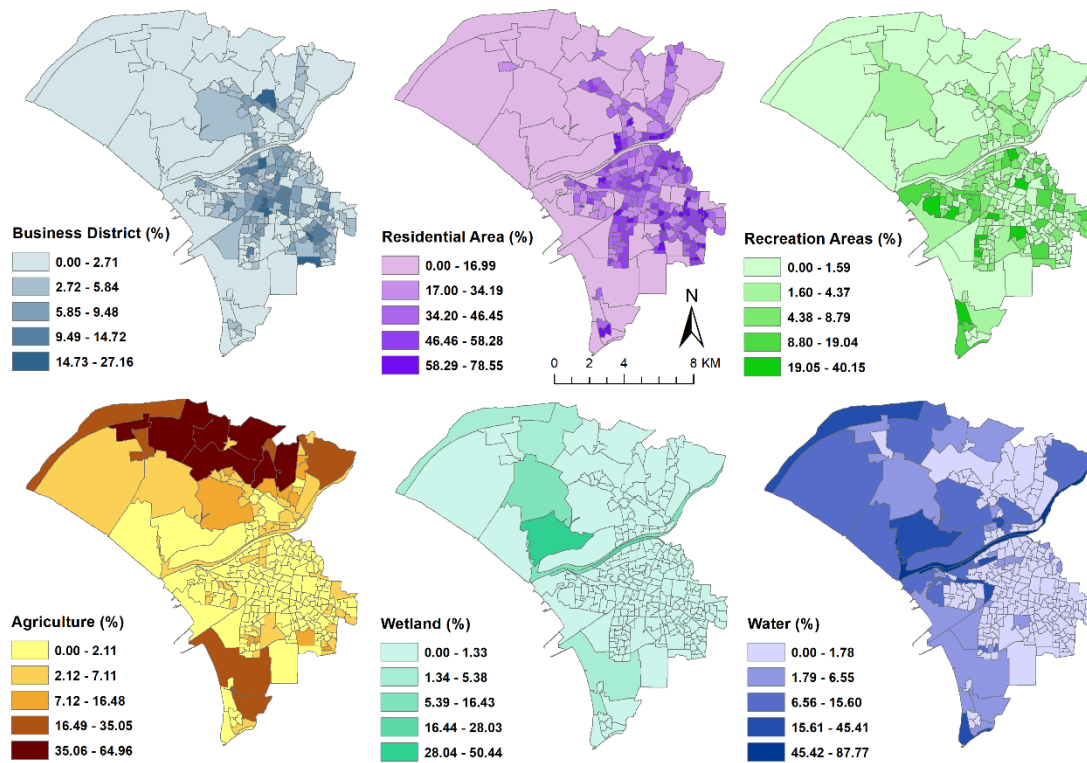 Business District (%)
0.00 - 2.71
2.72 - 5.84
5.85 - 9.48
9.49 - 14.72
14.73 - 27.16
Residential Area (%)
0.00 - 16.99
17.00 - 34.19
34.20 - 46.45
46.46 - 58.28
58.29 - 78.55
N
0 2 4 8 KM
Recreation Areas (%)
0.00 - 1.59
1.60 - 4.37
4.38 - 8.79
8.80 - 19.04
19.05 - 40.15
Agriculture (%)
0.00 - 2.11
2.12 - 7.11
7.12 - 16.48
16.49 - 35.05
35.06 - 64.96
Wetland (%)
0.00 - 1.33
1.34 - 5.38
5.39 - 16.43
16.44 - 28.03
28.04 - 50.44
Water (%)
0.00 - 1.78
1.79 - 6.55
6.56 - 15.60
15.61 - 45.41
45.42 - 87.77